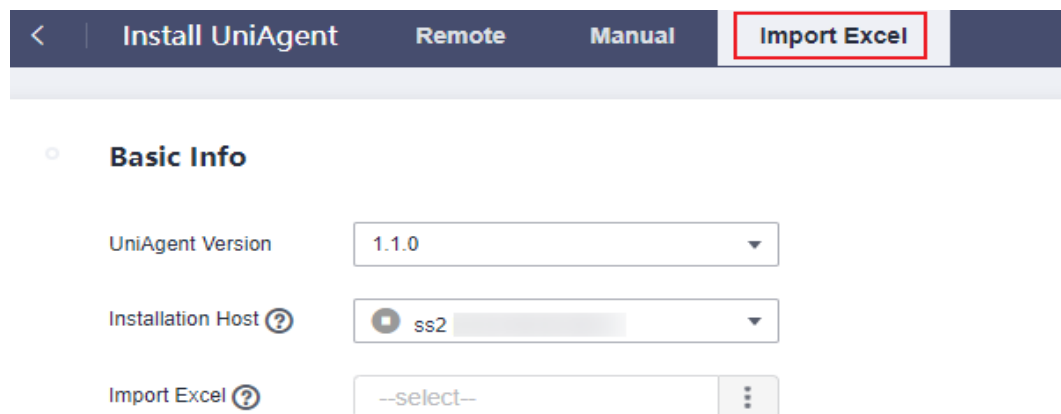 Install UniAgent Remote Manual Import Excel
Basic Info
UniAgent Version 1.1.0
Installation Host ? ss2
Import Excel ? --select--